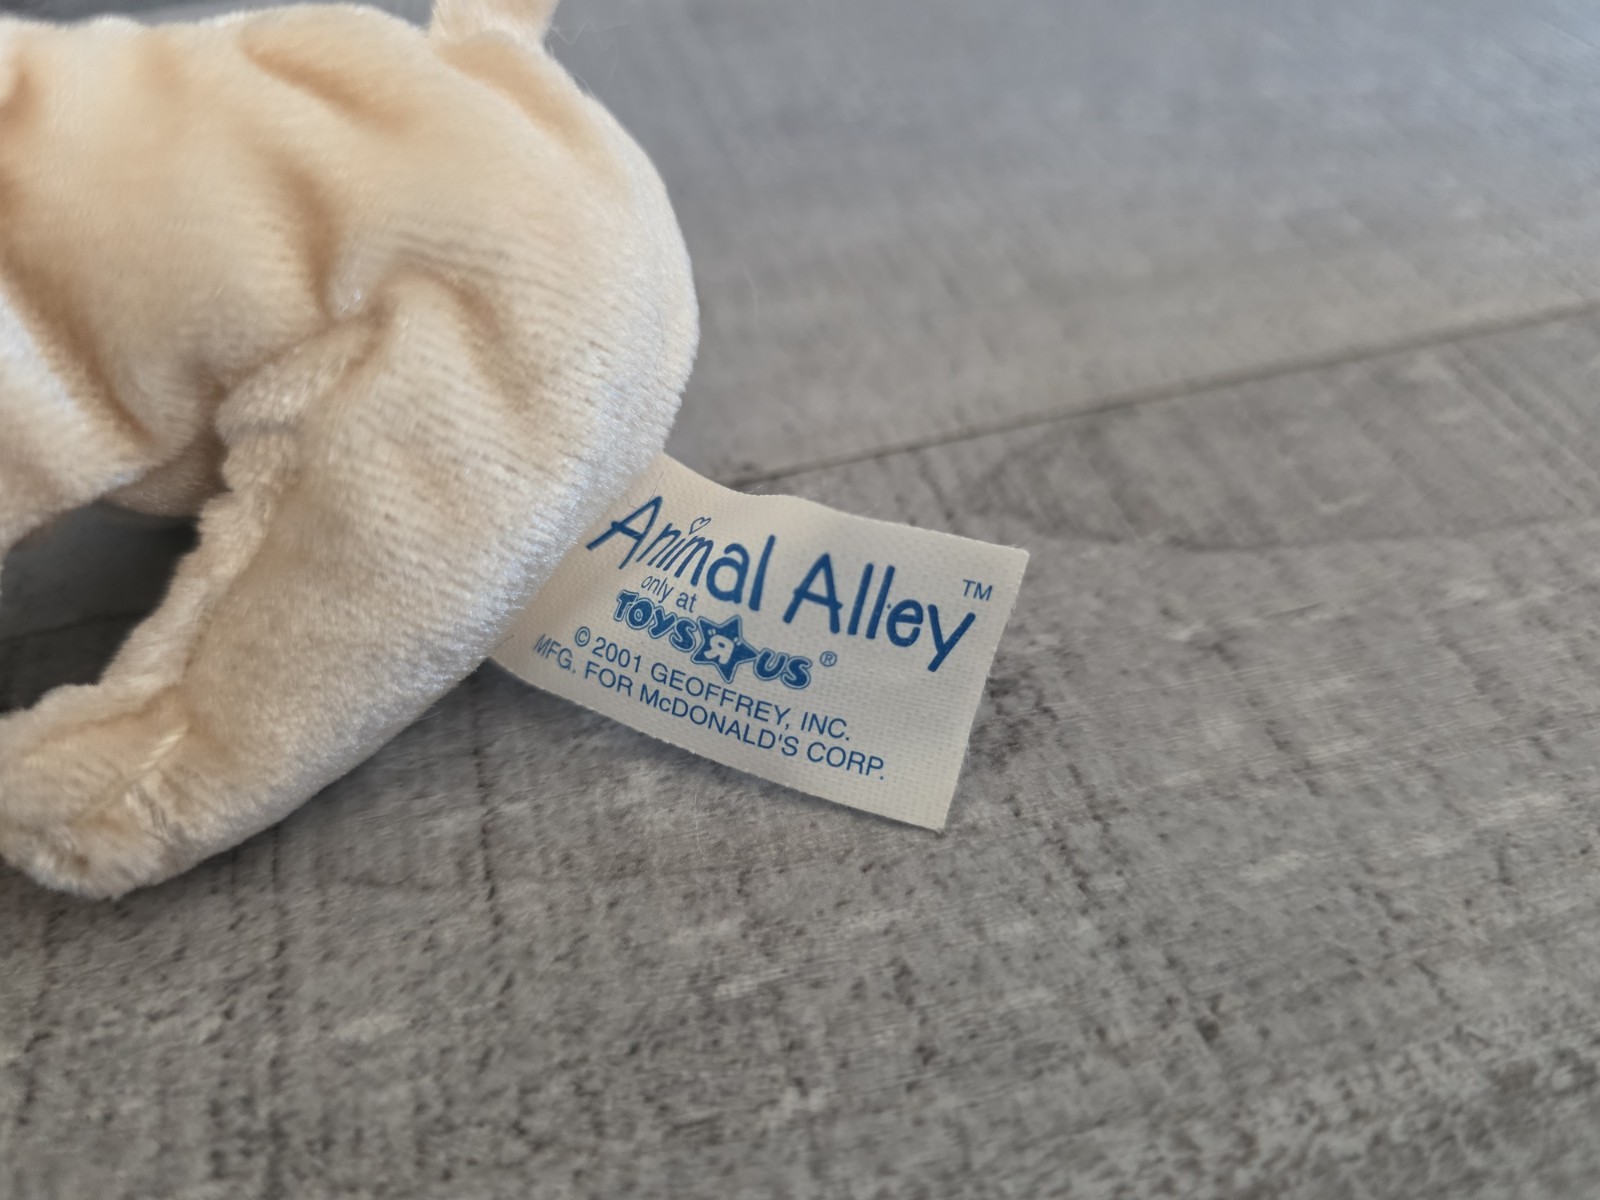 Animal Alley™
only at
TOYS R US®
© 2001 GEOFFREY, INC.
MFG. FOR McDONALD'S CORP.